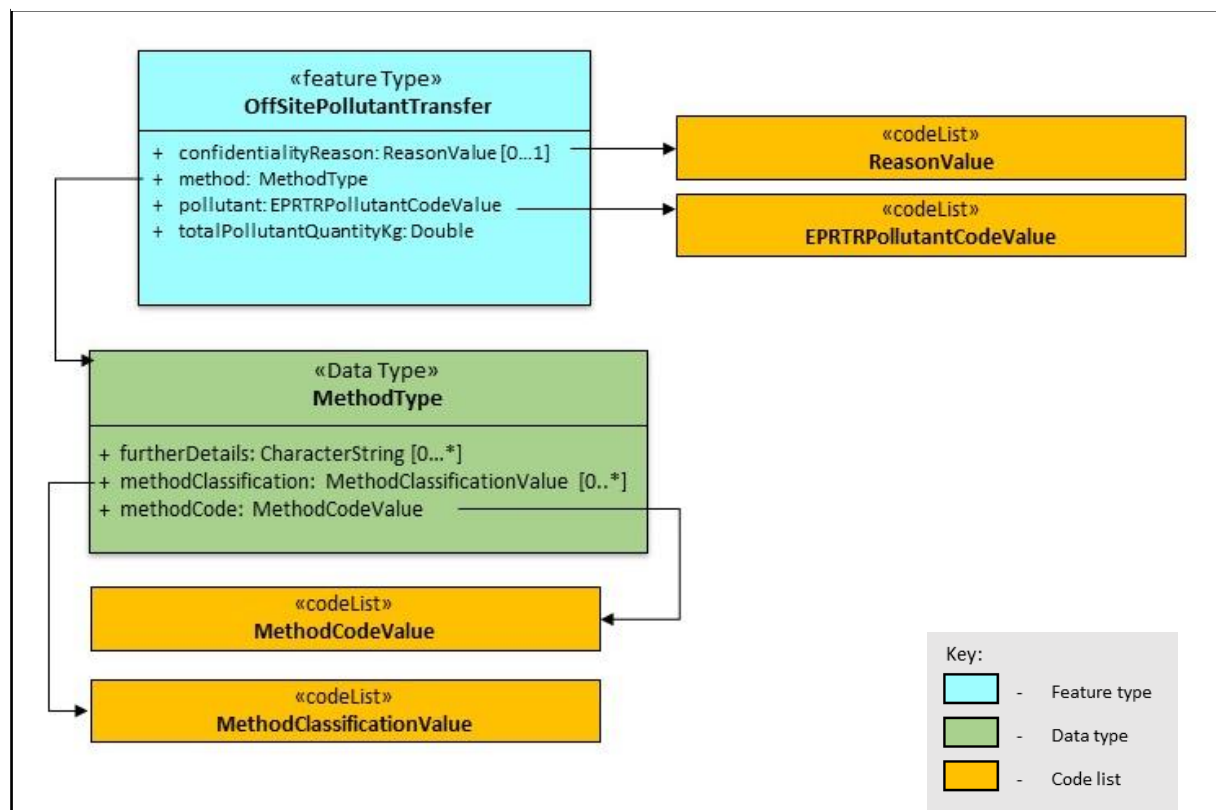 «feature Type»
OffSitePollutantTransfer
+ confidentialityReason: ReasonValue [0...1]
+ method: MethodType
+ pollutant: EPRTRPollutantCodeValue
+ totalPollutantQuantityKg: Double
«codeList»
ReasonValue
«codeList»
EPRTRPollutantCodeValue
«Data Type»
MethodType
+ furtherDetails: CharacterString [0...*]
+ methodClassification: MethodClassificationValue [0..*]
+ methodCode: MethodCodeValue
«codeList»
MethodCodeValue
«codeList»
MethodClassificationValue
Key:
- Feature type
- Data type
- Code list